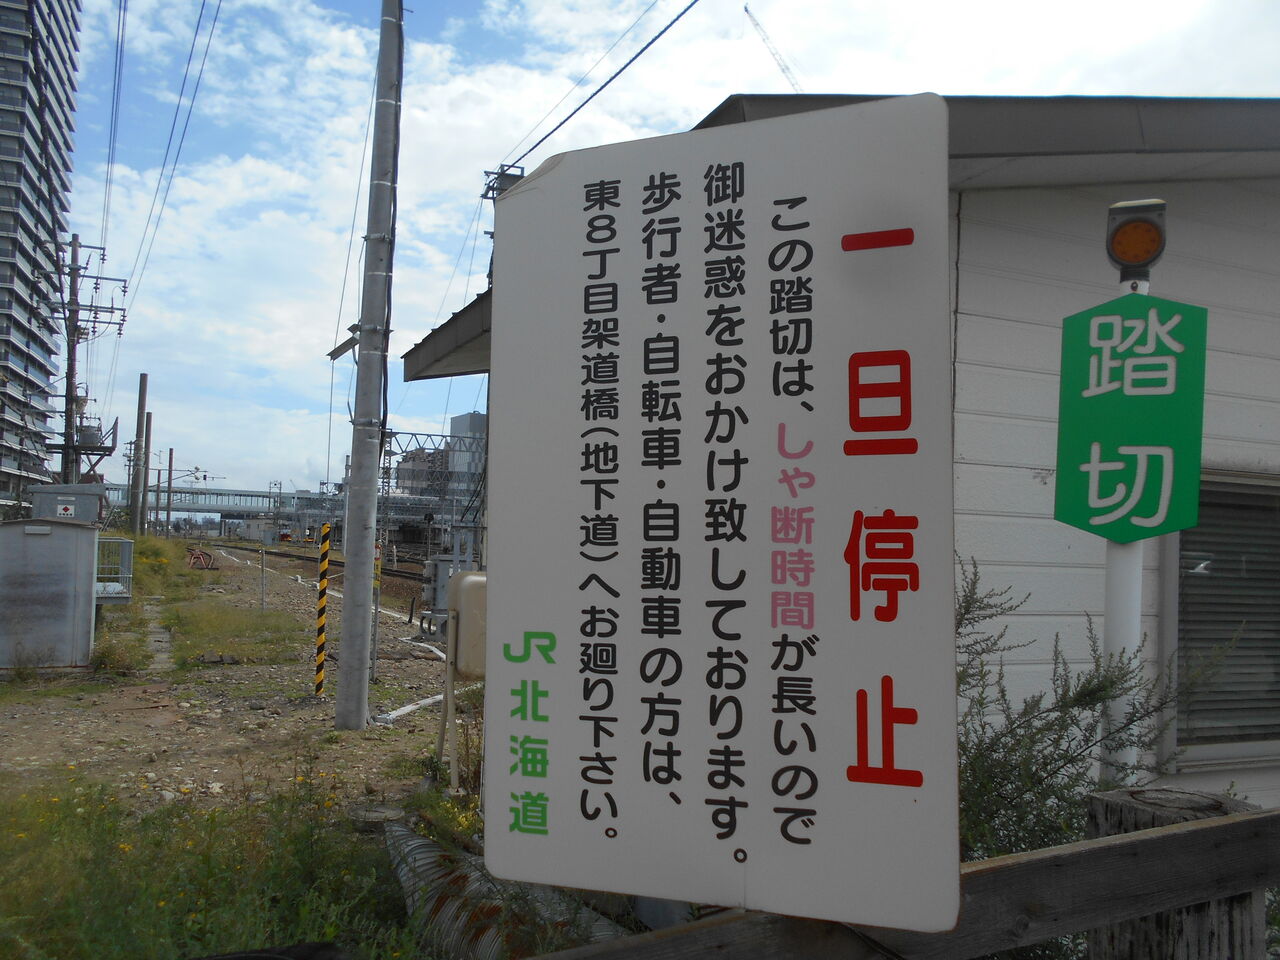 一旦停止
この踏切は、しゃ断時間が長いので
御迷惑をおかけ致しております。
歩行者・自転車・自動車の方は、
東8丁目架道橋(地下道)へお廻り下さい。
JR北海道
踏切